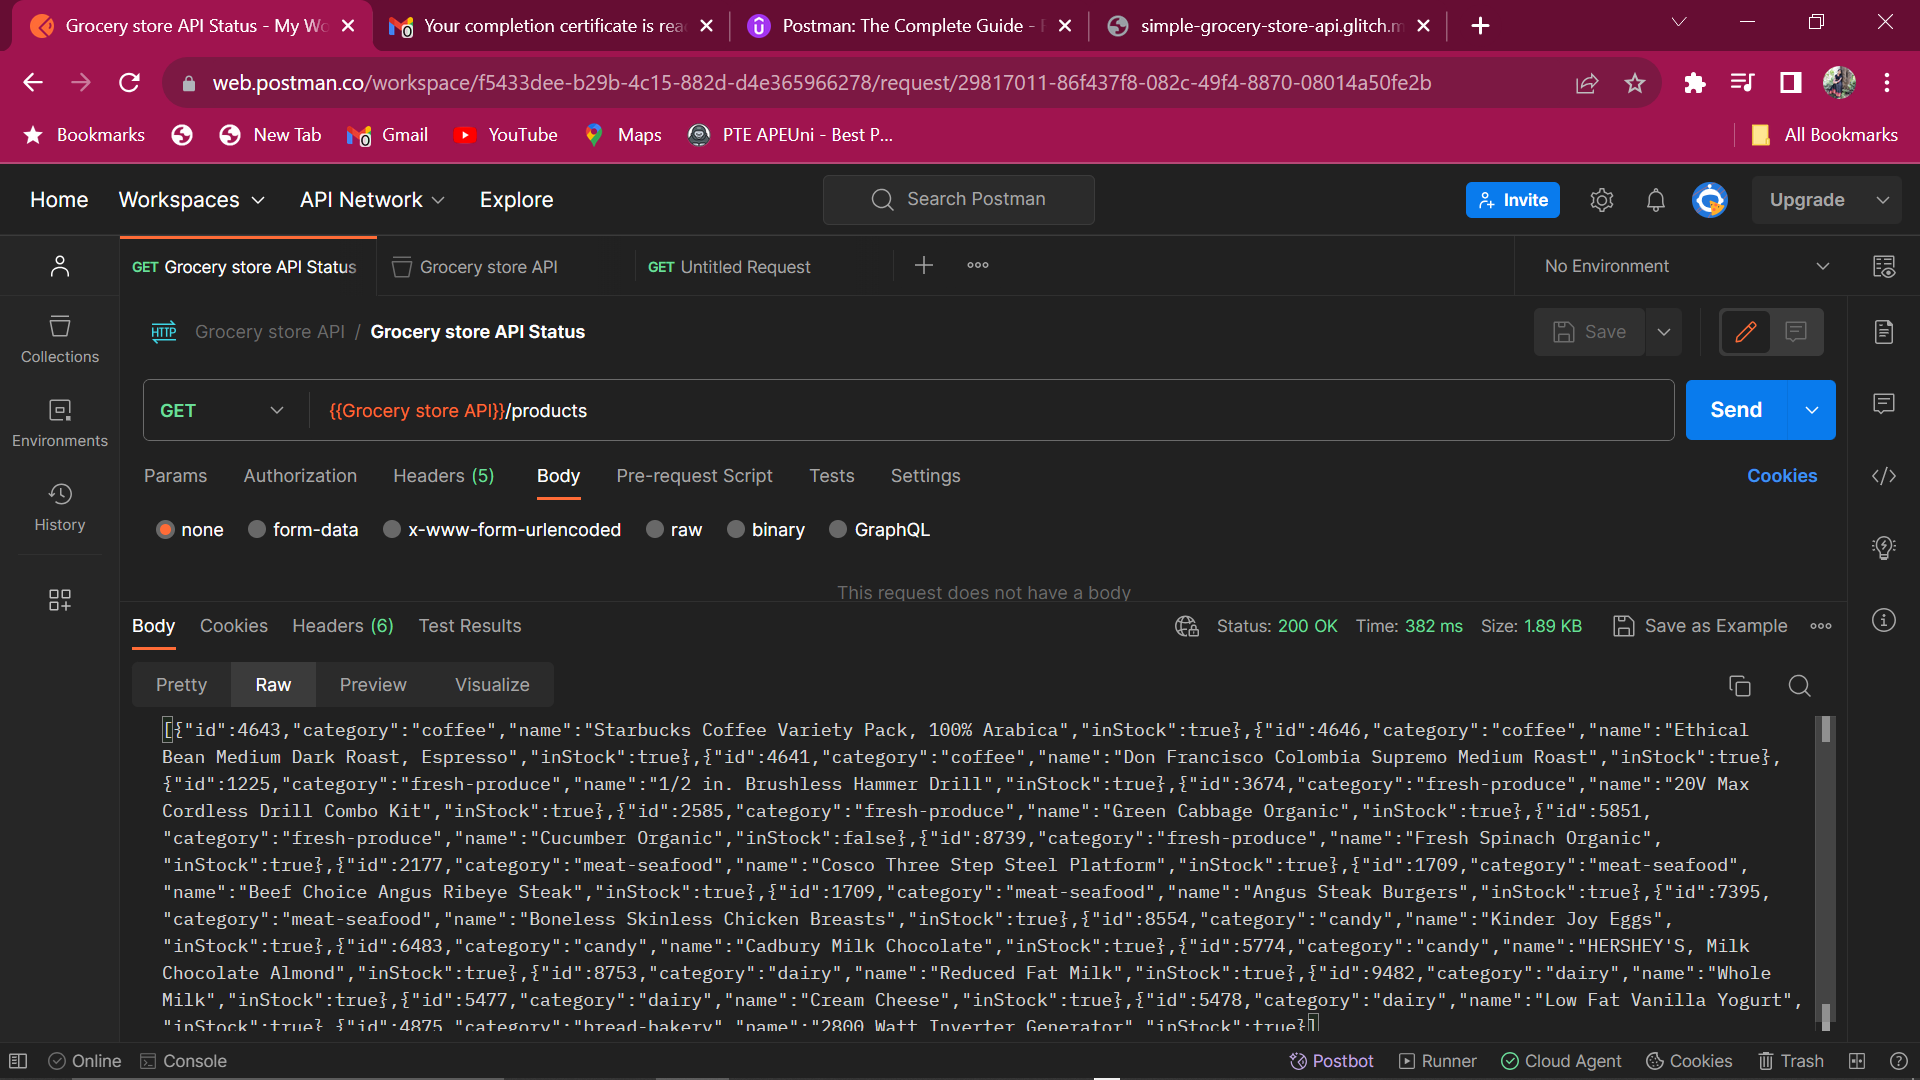 Grocery store API Status - My Wo
Your completion certificate is rea
Postman: The Complete Guide -
simple-grocery-store-api.glitch.m
web.postman.co/workspace/f5433dee-b29b-4c15-882d-d4e365966278/request/29817011-86f437f8-082c-49f4-8870-08014a50fe2b
Bookmarks
New Tab
Gmail
YouTube
Maps
PTE APEUni - Best P...
All Bookmarks
Home Workspaces API Network Explore
Search Postman
Invite
Upgrade
GET Grocery store API Status
Grocery store API
GET Untitled Request
No Environment
Collections
Environments
History
HTTP Grocery store API / Grocery store API Status
Save
GET {{Grocery store API}}/products
Send
Params Authorization Headers (5) Body Pre-request Script Tests Settings Cookies
none form-data x-www-form-urlencoded raw binary GraphQL
This request does not have a body
Body Cookies Headers (6) Test Results Status: 200 OK Time: 382 ms Size: 1.89 KB Save as Example
Pretty Raw Preview Visualize
[{"id":4643,"category":"coffee","name":"Starbucks Coffee Variety Pack, 100% Arabica","inStock":true},{"id":4646,"category":"coffee","name":"Ethical
Bean Medium Dark Roast, Espresso","inStock":true},{"id":4641,"category":"coffee","name":"Don Francisco Colombia Supremo Medium Roast","inStock":true},
{"id":1225,"category":"fresh-produce","name":"1/2 in. Brushless Hammer Drill","inStock":true},{"id":3674,"category":"fresh-produce","name":"20V Max
Cordless Drill Combo Kit","inStock":true},{"id":2585,"category":"fresh-produce","name":"Green Cabbage Organic","inStock":true},{"id":5851,
"category":"fresh-produce","name":"Cucumber Organic","inStock":false},{"id":8739,"category":"fresh-produce","name":"Fresh Spinach Organic",
"inStock":true},{"id":2177,"category":"meat-seafood","name":"Cosco Three Step Steel Platform","inStock":true},{"id":1709,"category":"meat-seafood",
"name":"Beef Choice Angus Ribeye Steak","inStock":true},{"id":1709,"category":"meat-seafood","name":"Angus Steak Burgers","inStock":true},{"id":7395,
"category":"meat-seafood","name":"Boneless Skinless Chicken Breasts","inStock":true},{"id":8554,"category":"candy","name":"Kinder Joy Eggs",
"inStock":true},{"id":6483,"category":"candy","name":"Cadbury Milk Chocolate","inStock":true},{"id":5774,"category":"candy","name":"HERSHEY'S, Milk
Chocolate Almond","inStock":true},{"id":8753,"category":"dairy","name":"Reduced Fat Milk","inStock":true},{"id":9482,"category":"dairy","name":"Whole
Milk","inStock":true},{"id":5477,"category":"dairy","name":"Cream Cheese","inStock":true},{"id":5478,"category":"dairy","name":"Low Fat Vanilla Yogurt",
"inStock":true},{"id":4875,"category":"bread-bakery","name":"2800 Watt Inverter Generator","inStock":true}]
Online Console Postbot Runner Cloud Agent Cookies Trash